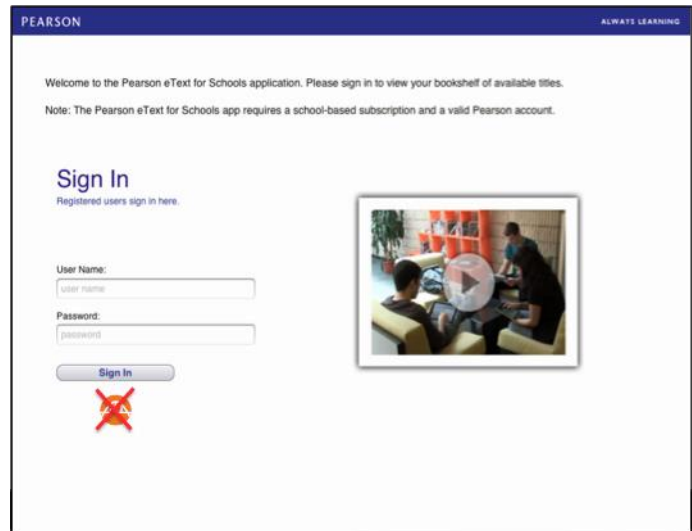 PEARSON
ALWAYS LEARNING
Welcome to the Pearson eText for Schools application. Please sign in to view your bookshelf of available titles.
Note: The Pearson eText for Schools app requires a school-based subscription and a valid Pearson account.
Sign In
Registered users sign in here.
User Name:
user name
Password:
password
Sign In